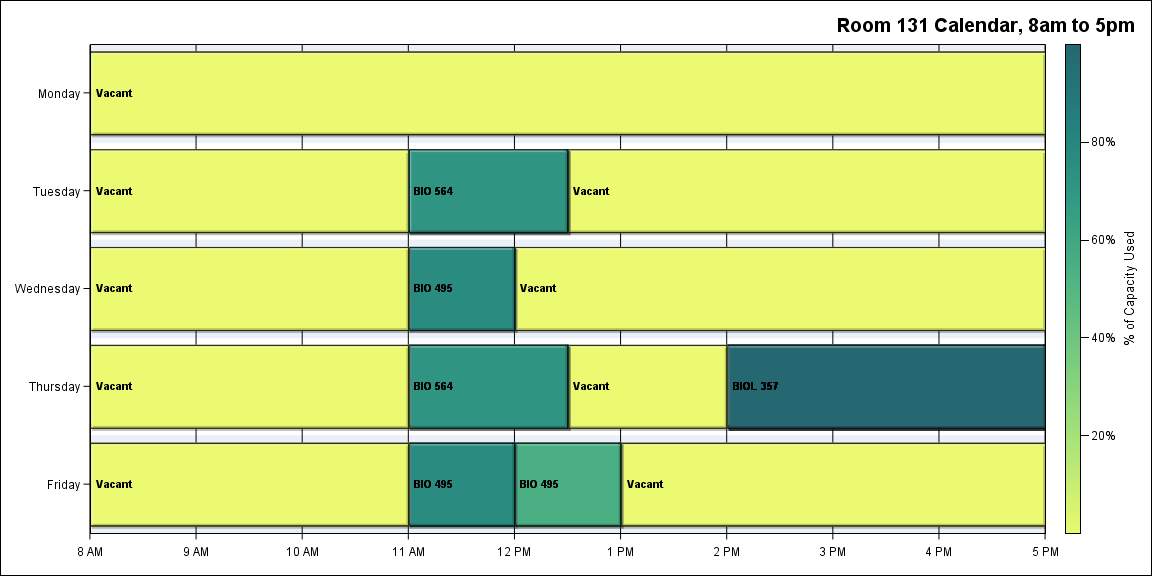 Room 131 Calendar, 8am to 5pm
Monday
Vacant
Tuesday
Vacant
BIO 564
Vacant
Wednesday
Vacant
BIO 495
Vacant
Thursday
Vacant
BIO 564
Vacant
BIOL 357
Friday
Vacant
BIO 495
BIO 495
Vacant
8 AM 9 AM 10 AM 11 AM 12 PM 1 PM 2 PM 3 PM 4 PM 5 PM
80%
60%
40%
20%
% of Capacity Used